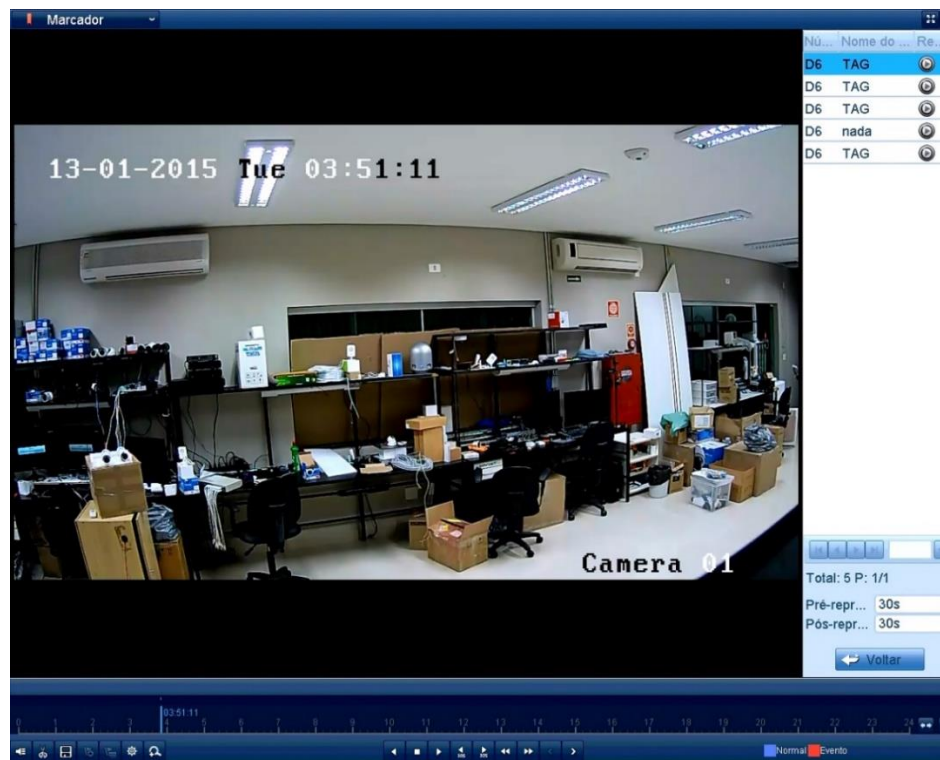 Marcador
Nú... Nome do ... Re...
D6 TAG
D6 TAG
D6 TAG
D6 nada
D6 TAG
13-01-2015 Tue 03:51:11
Camera 01
Total: 5 P: 1/1
Pré-repr... 30s
Pós-repr... 30s
Voltar
03:51:11
0 1 2 3 4 5 6 7 8 9 10 11 12 13 14 15 16 17 18 19 20 21 22 23 24
Normal Evento